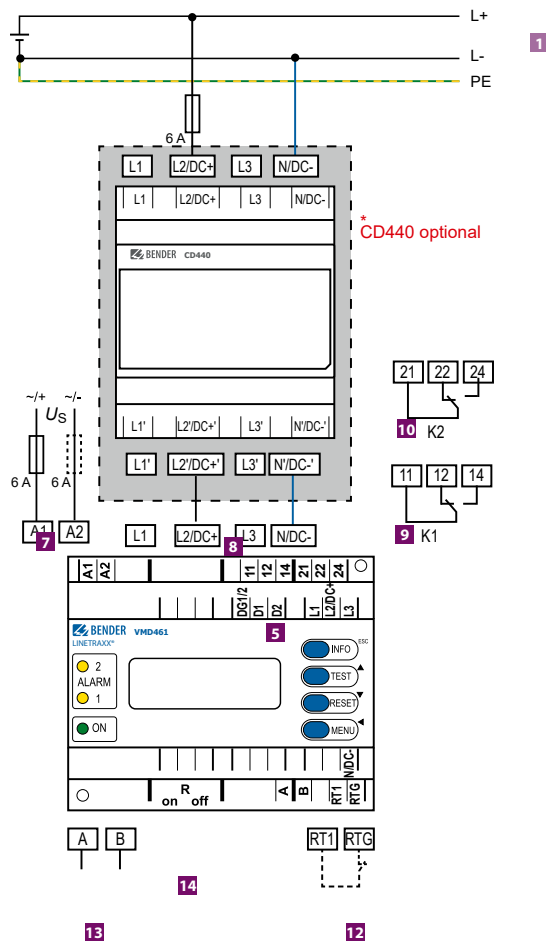 L+
1
L-
PE
6 A
L1 L2/DC+ L3 N/DC-
L1 L2/DC+ L3 N/DC-
*
CD440 optional
BENDER CD440
21 22 24
10 K2
~/+ ~/-
US
6 A 6 A
L1' L2'/DC+' L3' N'/DC-'
L1' L2'/DC+' L3' N'/DC-'
11 12 14
9 K1
A1 A2
7
L1 L2/DC+ L3 N/DC-
8
A1 A2 11 12 14 21 22 24
DG1/2 D1 D2 L1 L2/DC+ L3
5
BENDER VMD461
LINETRAXX®
INFO ESC
2
ALARM
1
TEST
RESET
ON
MENU
N/DC-
R
on off
A B RT1 RTG
A B
RT1 RTG
14
13
12